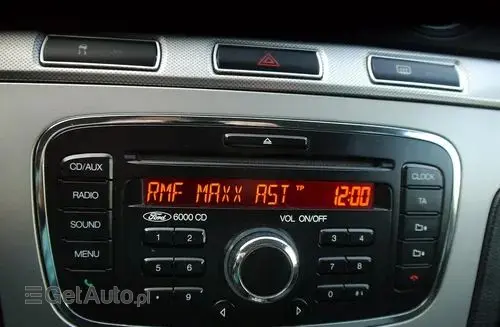 CD/AUX
RADIO
SOUND
MENU
RMF MAXX AST TP 12:00
Ford 6000 CD VOL ON/OFF
1 2
5 6
* 9
3 4
7 8
0 #
CLOCK
TA
GetAuto.pl